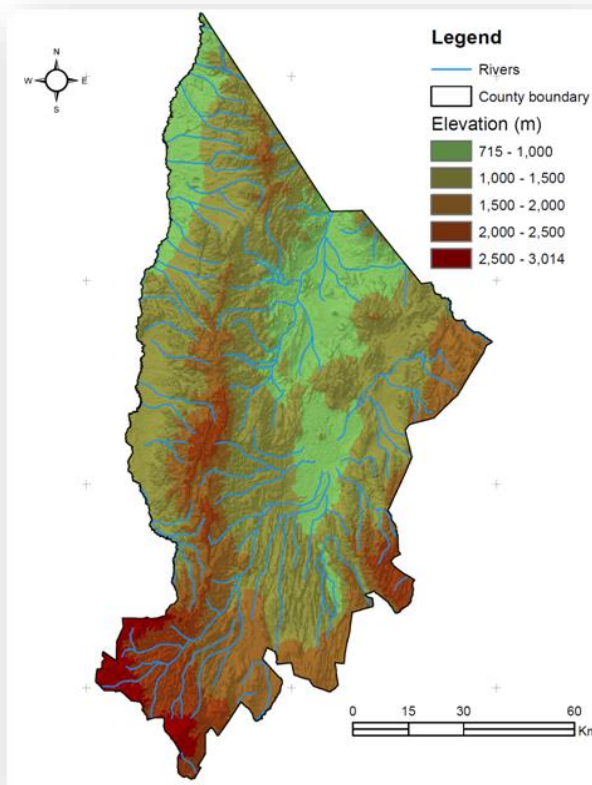 N
W E
S
Legend
Rivers
County boundary
Elevation (m)
715 - 1,000
1,000 - 1,500
1,500 - 2,000
2,000 - 2,500
2,500 - 3,014
0 15 30 60
Km